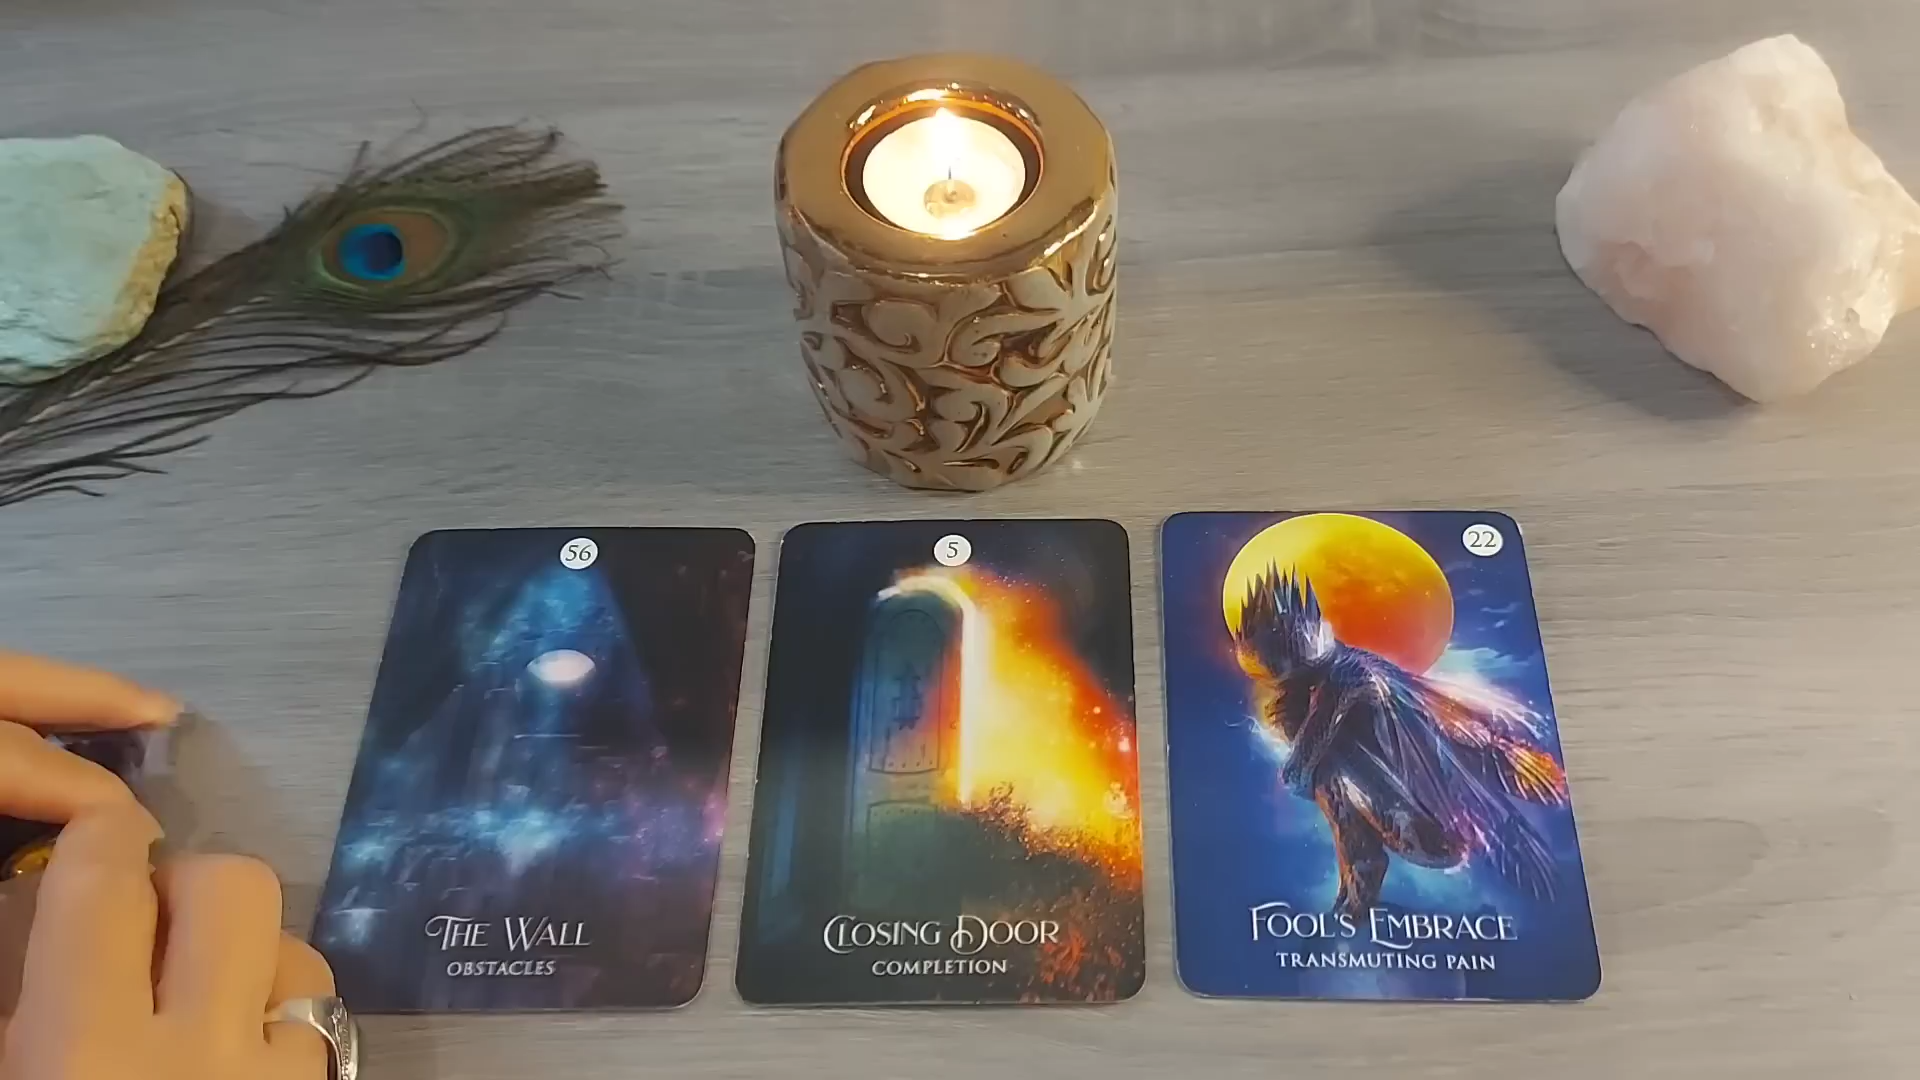 56
THE WALL
OBSTACLES
5
CLOSING DOOR
COMPLETION
22
FOOL'S EMBRACE
TRANSMUTING PAIN